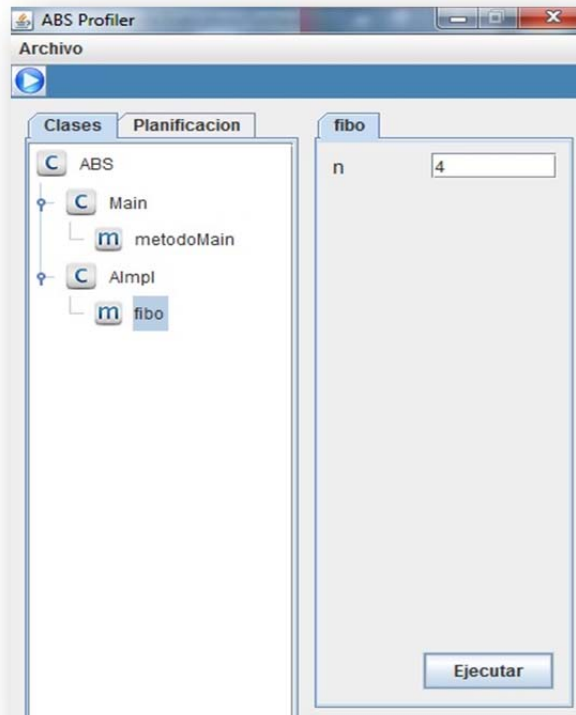 ABS Profiler
Archivo
Clases Planificacion
C ABS
C Main
m metodoMain
C AImpl
m fibo
fibo
n 4
Ejecutar